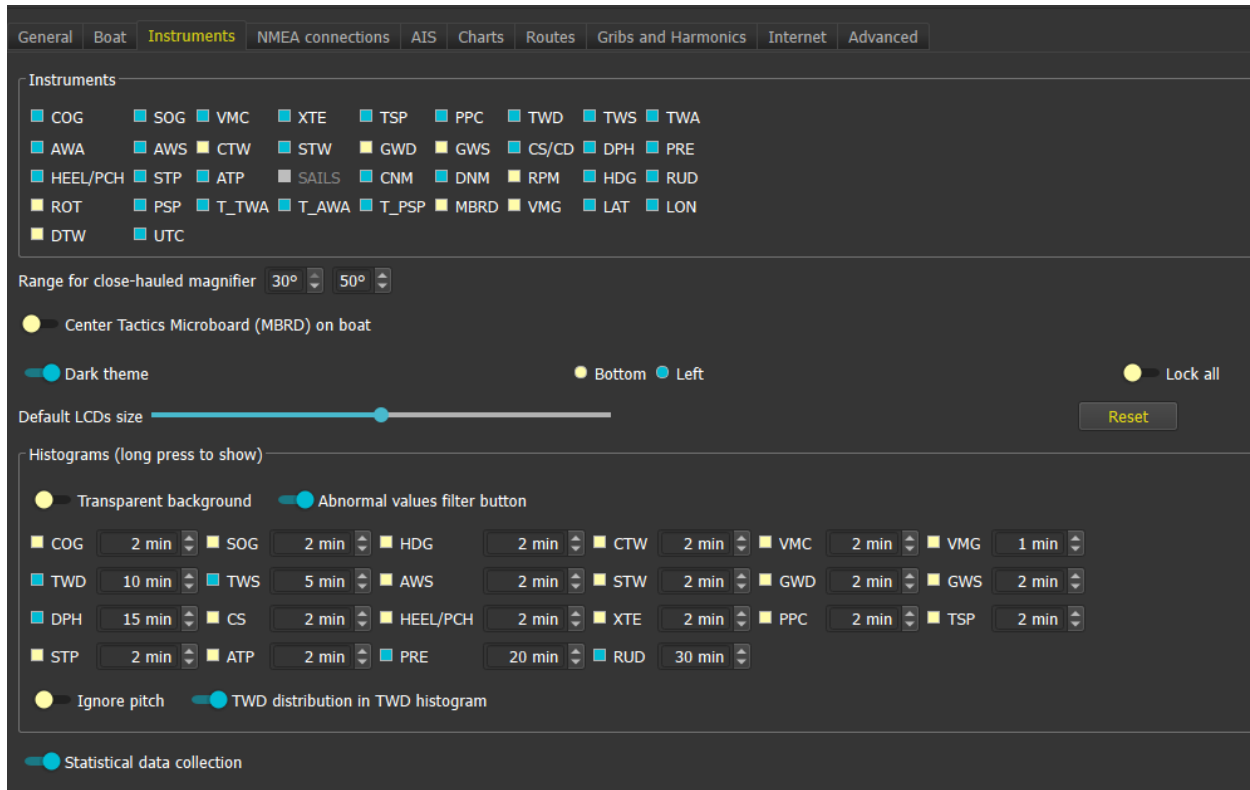 General Boat Instruments NMEA connections AIS Charts Routes Gribs and Harmonics Internet Advanced
Instruments
COG SOG VMC XTE TSP PPC TWD TWS TWA
AWA AWS CTW STW GWD GWS CS/CD DPH PRE
HEEL/PCH STP ATP SAILS CNM DNM RPM HDG RUD
ROT PSP T_TWA T_AWA T_PSP MBRD VMG LAT LON
DTW UTC
Range for close-hauled magnifier 30º 50º
Center Tactics Microboard (MBRD) on boat
Dark theme Bottom Left Lock all
Default LCDs size Reset
Histograms (long press to show)
Transparent background Abnormal values filter button
COG 2 min SOG 2 min HDG 2 min CTW 2 min VMC 2 min VMG 1 min
TWD 10 min TWS 5 min AWS 2 min STW 2 min GWD 2 min GWS 2 min
DPH 15 min CS 2 min HEEL/PCH 2 min XTE 2 min PPC 2 min TSP 2 min
STP 2 min ATP 2 min PRE 20 min RUD 30 min
Ignore pitch TWD distribution in TWD histogram
Statistical data collection